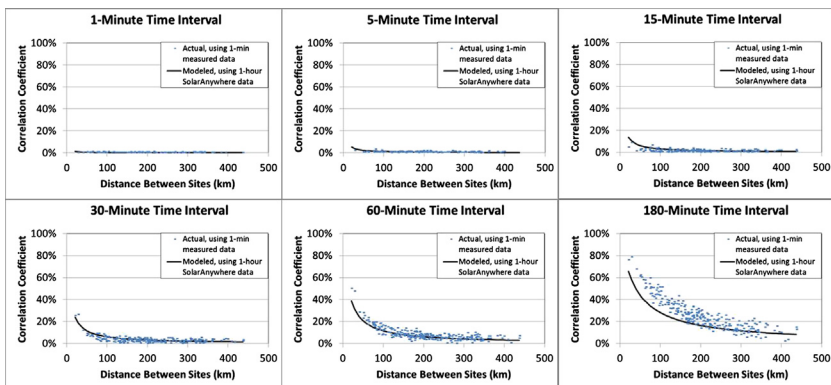 1-Minute Time Interval
Correlation Coefficient
100%
80%
60%
40%
20%
0%
Actual, using 1-min
measured data
Modeled, using 1-hour
SolarAnywhere data
0 100 200 300 400 500
Distance Between Sites (km)
5-Minute Time Interval
Correlation Coefficient
100%
80%
60%
40%
20%
0%
Actual, using 1-min
measured data
Modeled, using 1-hour
SolarAnywhere data
0 100 200 300 400 500
Distance Between Sites (km)
15-Minute Time Interval
Correlation Coefficient
100%
80%
60%
40%
20%
0%
Actual, using 1-min
measured data
Modeled, using 1-hour
SolarAnywhere data
0 100 200 300 400 500
Distance Between Sites (km)
30-Minute Time Interval
Correlation Coefficient
100%
80%
60%
40%
20%
0%
Actual, using 1-min
measured data
Modeled, using 1-hour
SolarAnywhere data
0 100 200 300 400 500
Distance Between Sites (km)
60-Minute Time Interval
Correlation Coefficient
100%
80%
60%
40%
20%
0%
Actual, using 1-min
measured data
Modeled, using 1-hour
SolarAnywhere data
0 100 200 300 400 500
Distance Between Sites (km)
180-Minute Time Interval
Correlation Coefficient
100%
80%
60%
40%
20%
0%
Actual, using 1-min
measured data
Modeled, using 1-hour
SolarAnywhere data
0 100 200 300 400 500
Distance Between Sites (km)